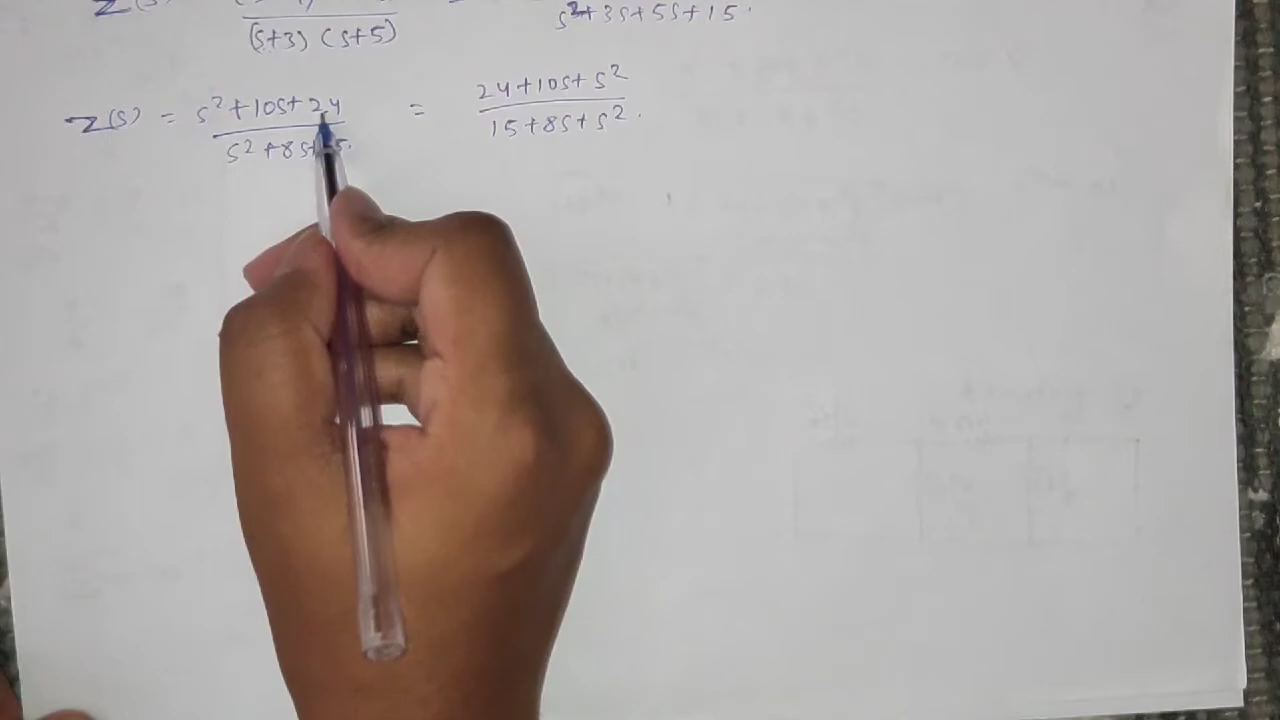 Z(s)
(s+3) (s+5)
s²+3s+5s+15.
Z(s) = s²+10s+24 / s²+8s+15. = 24+10s+s² / 15+8s+s².